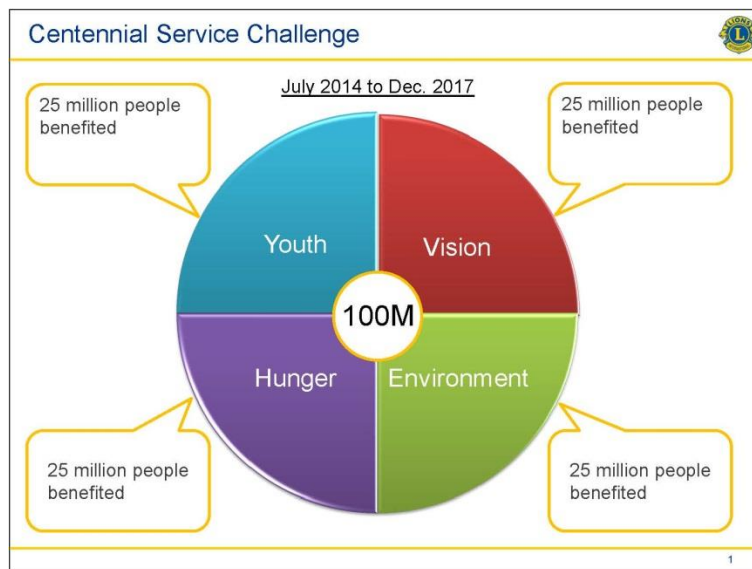 Centennial Service Challenge
LIONS
L
July 2014 to Dec. 2017
25 million people
benefited
25 million people
benefited
Youth
Vision
100M
Hunger
Environment
25 million people
benefited
25 million people
benefited
1